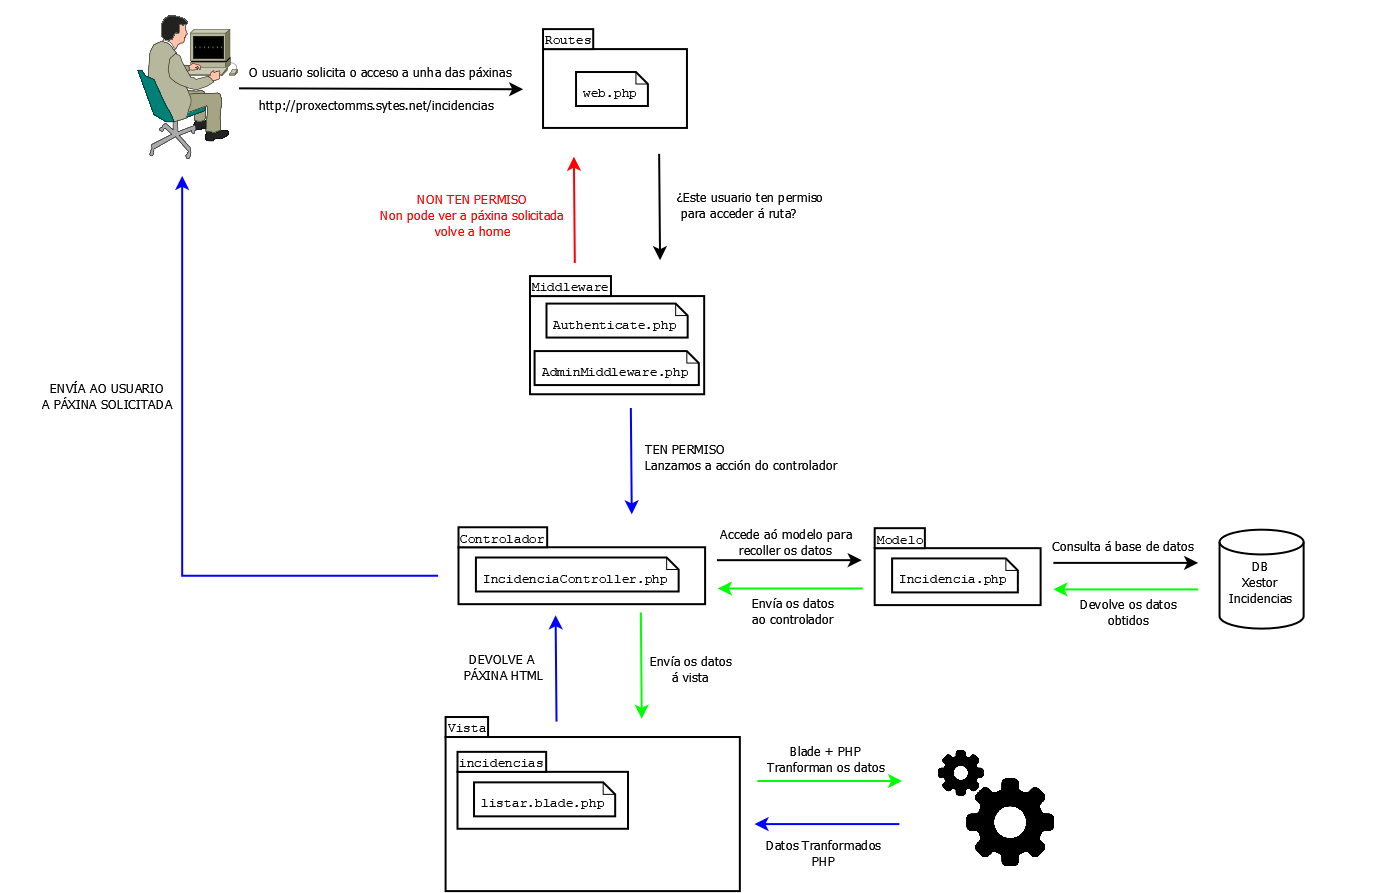 O usuario solicita o acceso a unha das páxinas
http://proxectomms.sytes.net/incidencias
Routes
web.php
NON TEN PERMISO
Non pode ver a páxina solicitada
volve a home
¿Este usuario ten permiso
para acceder á ruta?
Middleware
Authenticate.php
AdminMiddleware.php
ENVÍA AO USUARIO
A PÁXINA SOLICITADA
TEN PERMISO
Lanzamos a acción do controlador
Controlador
IncidenciaController.php
Accede aó modelo para
recoller os datos
Envía os datos
ao controlador
Modelo
Incidencia.php
Consulta á base de datos
Devolve os datos
obtidos
DB
Xestor
Incidencias
DEVOLVE A
PÁXINA HTML
Envía os datos
á vista
Vista
incidencias
listar.blade.php
Blade + PHP
Tranforman os datos
Datos Tranformados
PHP